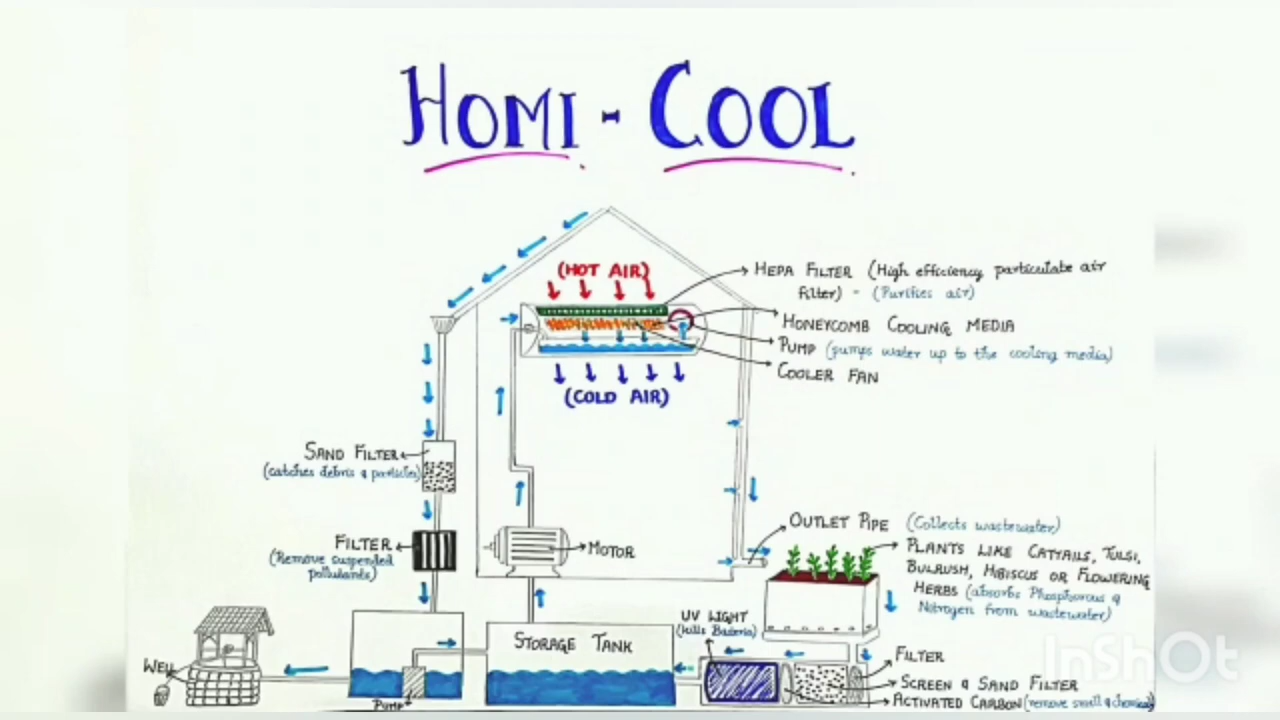 HOMI - COOL
(HOT AIR)
HEPA FILTER (High efficiency particulate air
filter) - (Purifies air)
HONEYCOMB COOLING MEDIA
PUMP (pumps water up to the cooling media)
COOLER FAN
(COLD AIR)
SAND FILTER
(catches debris & particles)
FILTER
(Remove suspended
pollutants)
MOTOR
OUTLET PIPE (Collects wastewater)
PLANTS LIKE CATTAILS, TULSI,
BULRUSH, HIBISCUS OR FLOWERING
HERBS (absorbs Phosphorous &
Nitrogen from wastewater)
UV LIGHT
(kills Bacteria)
STORAGE TANK
WELL
PUMP
FILTER
SCREEN & SAND FILTER
ACTIVATED CARBON (remove smell & chemical)
InShOt